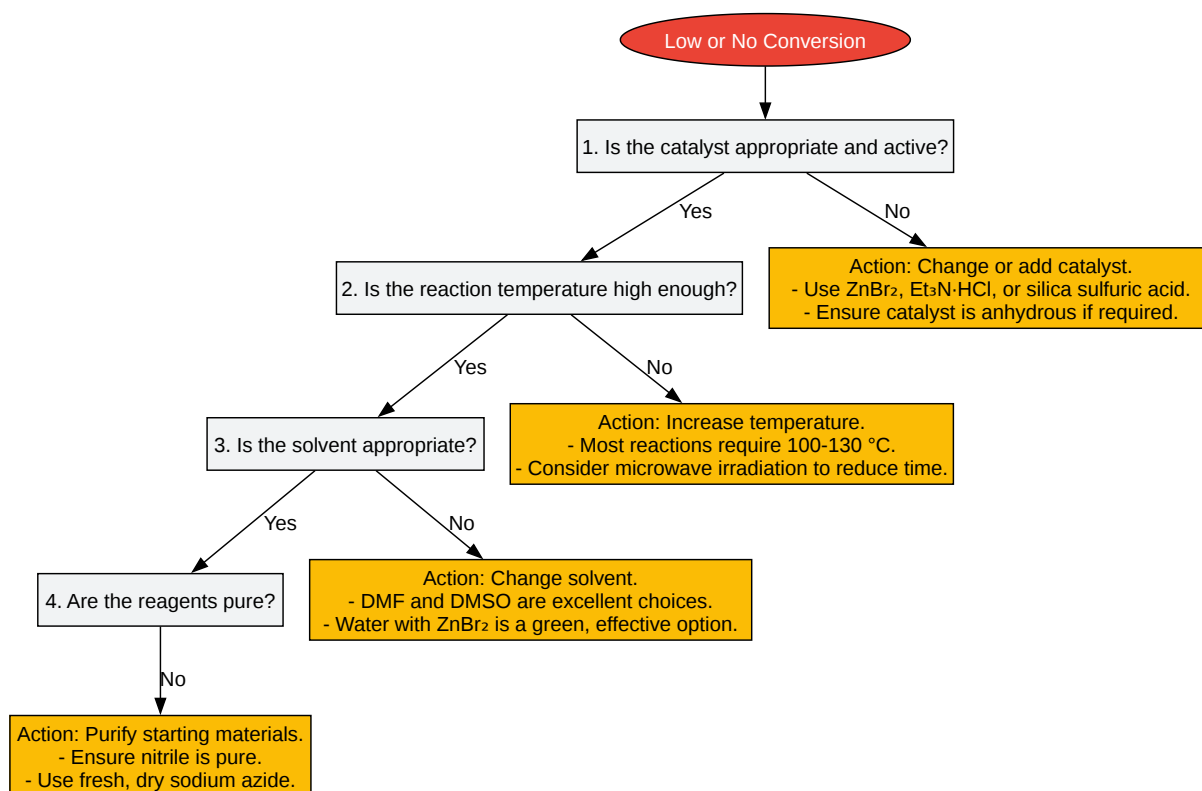 Low or No Conversion
1. Is the catalyst appropriate and active?
Yes
No
2. Is the reaction temperature high enough?
Action: Change or add catalyst.
- Use ZnBr₂, Et₃N·HCl, or silica sulfuric acid.
- Ensure catalyst is anhydrous if required.
Yes
No
3. Is the solvent appropriate?
Action: Increase temperature.
- Most reactions require 100-130 °C.
- Consider microwave irradiation to reduce time.
Yes
No
4. Are the reagents pure?
Action: Change solvent.
- DMF and DMSO are excellent choices.
- Water with ZnBr₂ is a green, effective option.
No
Action: Purify starting materials.
- Ensure nitrile is pure.
- Use fresh, dry sodium azide.